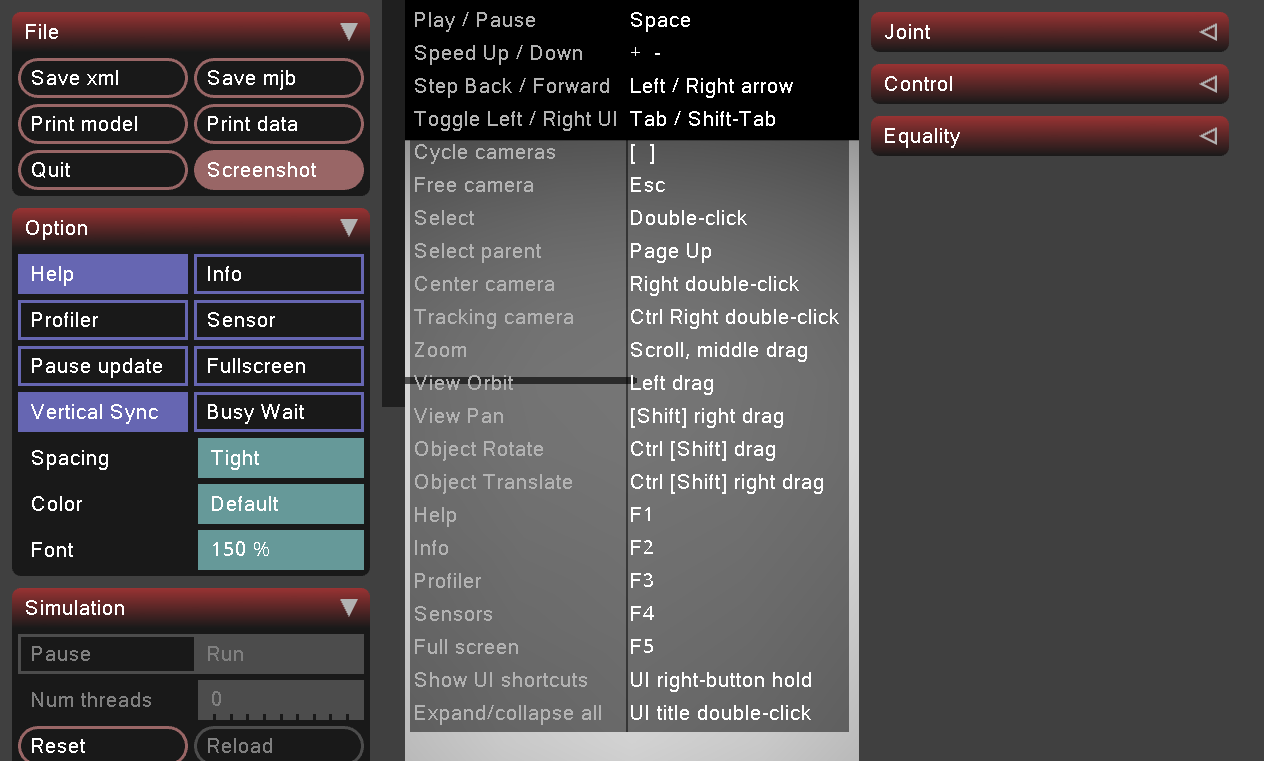 File
Save xml Save mjb
Print model Print data
Quit Screenshot
Option
Help Info
Profiler Sensor
Pause update Fullscreen
Vertical Sync Busy Wait
Spacing Tight
Color Default
Font 150 %
Simulation
Pause Run
Num threads 0
Reset Reload
Play / Pause Space
Speed Up / Down + -
Step Back / Forward Left / Right arrow
Toggle Left / Right UI Tab / Shift-Tab
Cycle cameras [ ]
Free camera Esc
Select Double-click
Select parent Page Up
Center camera Right double-click
Tracking camera Ctrl Right double-click
Zoom Scroll, middle drag
View Orbit Left drag
View Pan [Shift] right drag
Object Rotate Ctrl [Shift] drag
Object Translate Ctrl [Shift] right drag
Help F1
Info F2
Profiler F3
Sensors F4
Full screen F5
Show UI shortcuts UI right-button hold
Expand/collapse all UI title double-click
Joint
Control
Equality